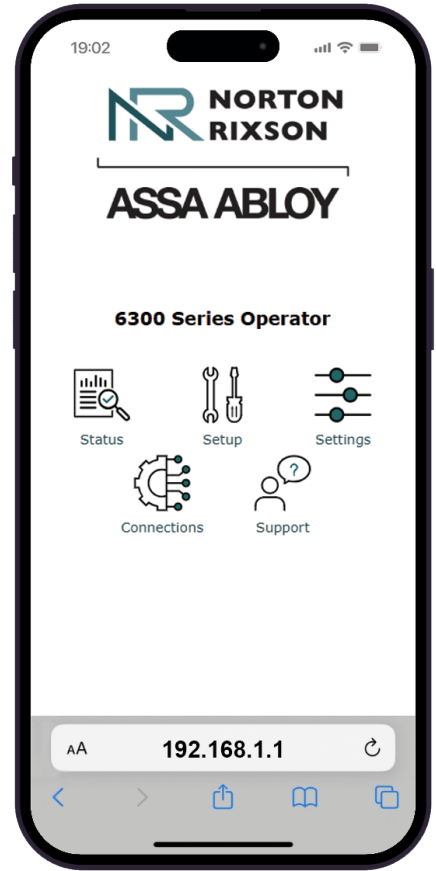 19:02
NR NORTON
RIXSON
ASSA ABLOY
6300 Series Operator
Status Setup Settings
?
Connections Support
AA 192.168.1.1